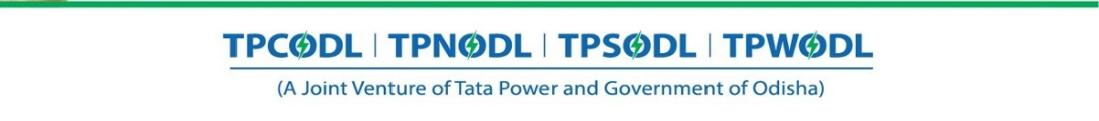 TPCODL | TPNODL | TPSODL | TPWODL
(A Joint Venture of Tata Power and Government of Odisha)